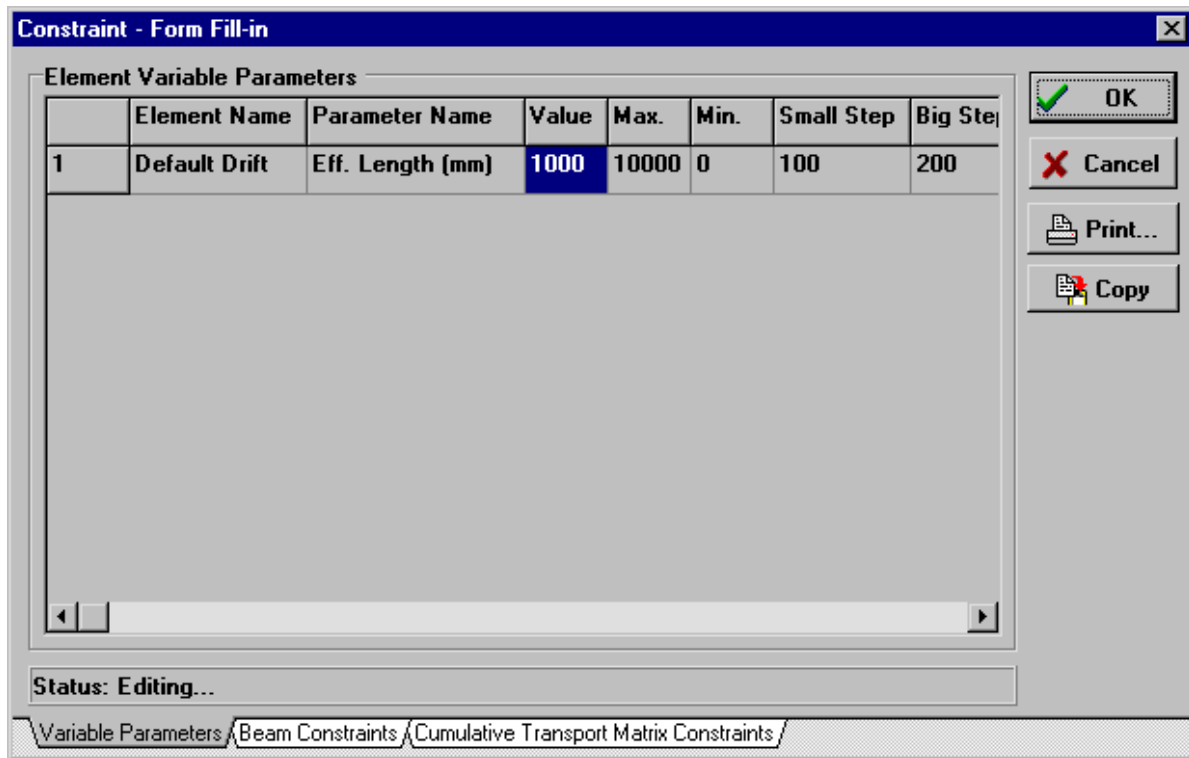 Constraint - Form Fill-in
Element Variable Parameters
Element Name Parameter Name Value Max. Min. Small Step Big Step
1 Default Drift Eff. Length (mm) 1000 10000 0 100 200
OK
Cancel
Print...
Copy
Status: Editing...
Variable Parameters Beam Constraints Cumulative Transport Matrix Constraints